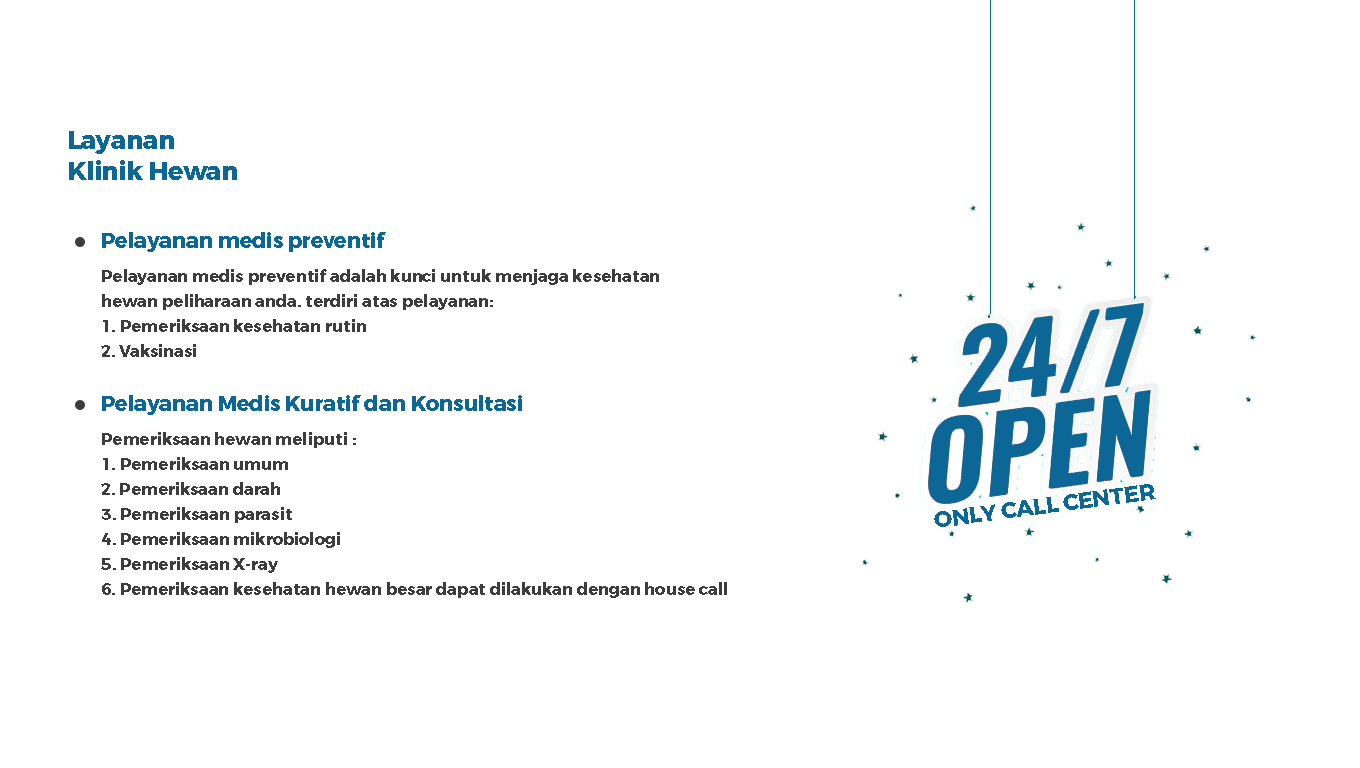 Layanan
Klinik Hewan
● Pelayanan medis preventif
Pelayanan medis preventif adalah kunci untuk menjaga kesehatan
hewan peliharaan anda. terdiri atas pelayanan:
1. Pemeriksaan kesehatan rutin
2. Vaksinasi
● Pelayanan Medis Kuratif dan Konsultasi
Pemeriksaan hewan meliputi :
1. Pemeriksaan umum
2. Pemeriksaan darah
3. Pemeriksaan parasit
4. Pemeriksaan mikrobiologi
5. Pemeriksaan X-ray
6. Pemeriksaan kesehatan hewan besar dapat dilakukan dengan house call
24/7
OPEN
ONLY CALL CENTER